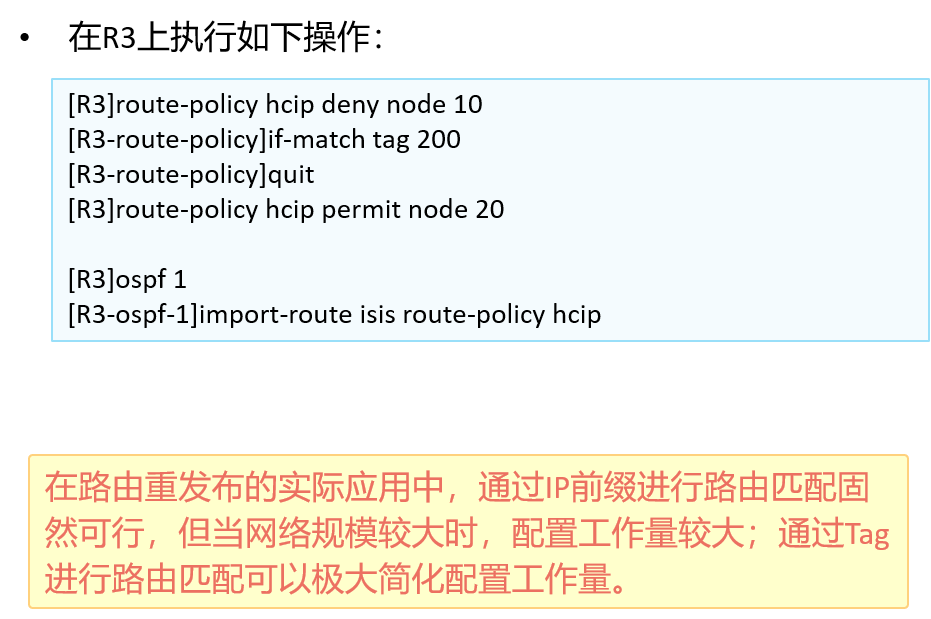 • 在R3上执行如下操作：
[R3]route-policy hcip deny node 10
[R3-route-policy]if-match tag 200
[R3-route-policy]quit
[R3]route-policy hcip permit node 20
[R3]ospf 1
[R3-ospf-1]import-route isis route-policy hcip
在路由重发布的实际应用中，通过IP前缀进行路由匹配固
然可行，但当网络规模较大时，配置工作量较大；通过Tag
进行路由匹配可以极大简化配置工作量。